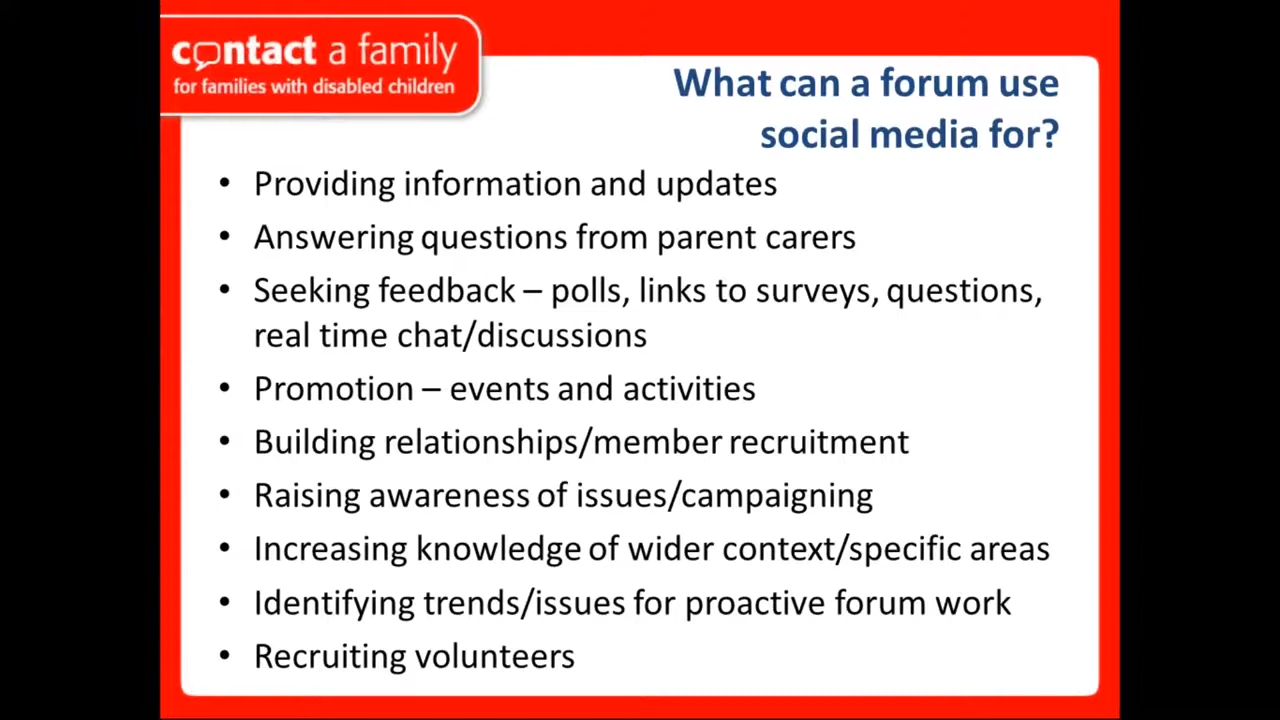 contact a family
for families with disabled children
What can a forum use
social media for?
• Providing information and updates
• Answering questions from parent carers
• Seeking feedback – polls, links to surveys, questions,
real time chat/discussions
• Promotion – events and activities
• Building relationships/member recruitment
• Raising awareness of issues/campaigning
• Increasing knowledge of wider context/specific areas
• Identifying trends/issues for proactive forum work
• Recruiting volunteers